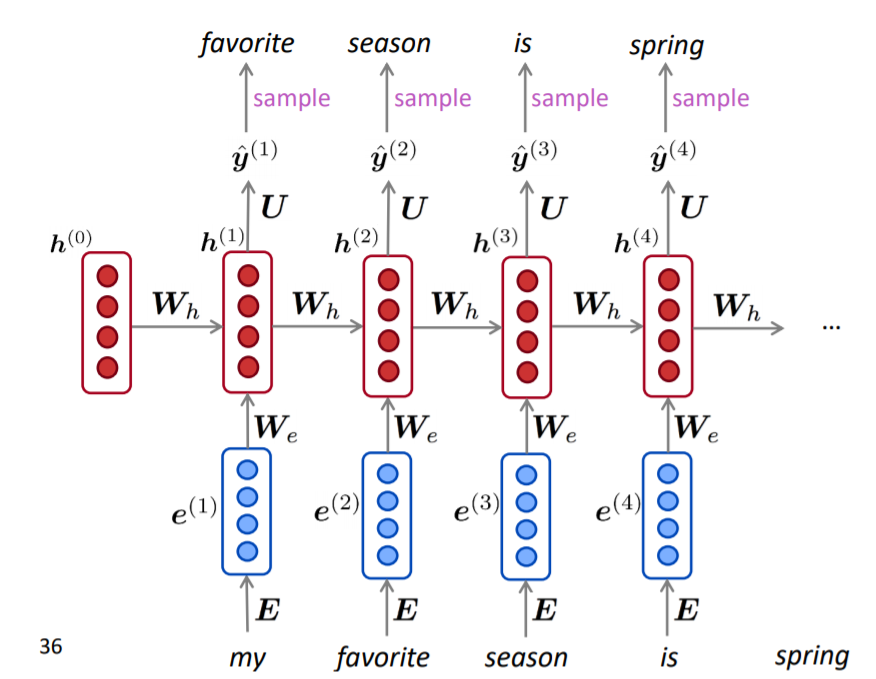 favorite season is spring
sample sample sample sample
ŷ(1) ŷ(2) ŷ(3) ŷ(4)
U U U U
h(0) h(1) h(2) h(3) h(4)
Wh Wh Wh Wh Wh ...
We We We We
e(1) e(2) e(3) e(4)
E E E E
36
my favorite season is spring